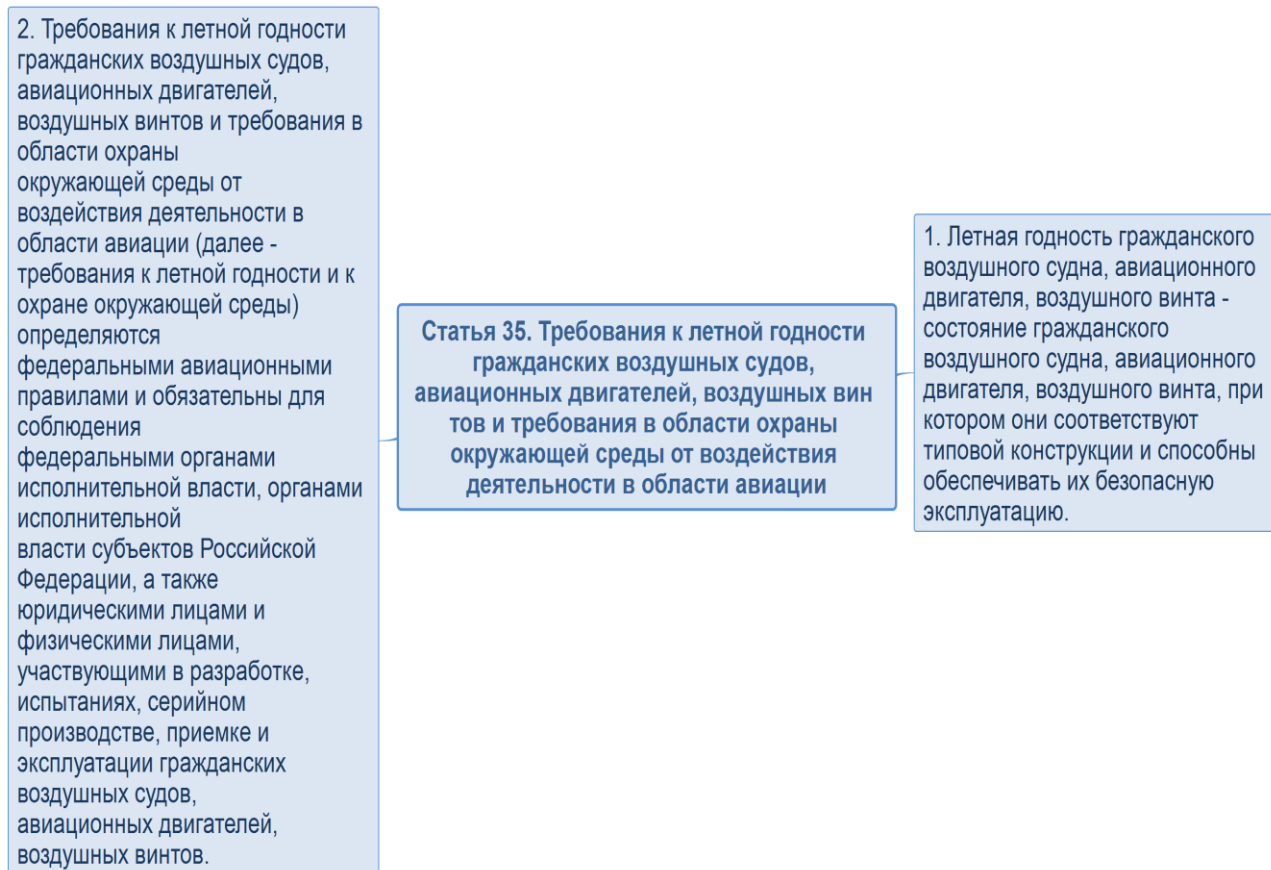 2. Требования к летной годности
гражданских воздушных судов,
авиационных двигателей,
воздушных винтов и требования в
области охраны
окружающей среды от
воздействия деятельности в
области авиации (далее -
требования к летной годности и к
охране окружающей среды)
определяются
федеральными авиационными
правилами и обязательны для
соблюдения
федеральными органами
исполнительной власти, органами
исполнительной
власти субъектов Российской
Федерации, а также
юридическими лицами и
физическими лицами,
участвующими в разработке,
испытаниях, серийном
производстве, приемке и
эксплуатации гражданских
воздушных судов,
авиационных двигателей,
воздушных винтов.
Статья 35. Требования к летной годности
гражданских воздушных судов,
авиационных двигателей, воздушных вин
тов и требования в области охраны
окружающей среды от воздействия
деятельности в области авиации
1. Летная годность гражданского
воздушного судна, авиационного
двигателя, воздушного винта -
состояние гражданского
воздушного судна, авиационного
двигателя, воздушного винта, при
котором они соответствуют
типовой конструкции и способны
обеспечивать их безопасную
эксплуатацию.